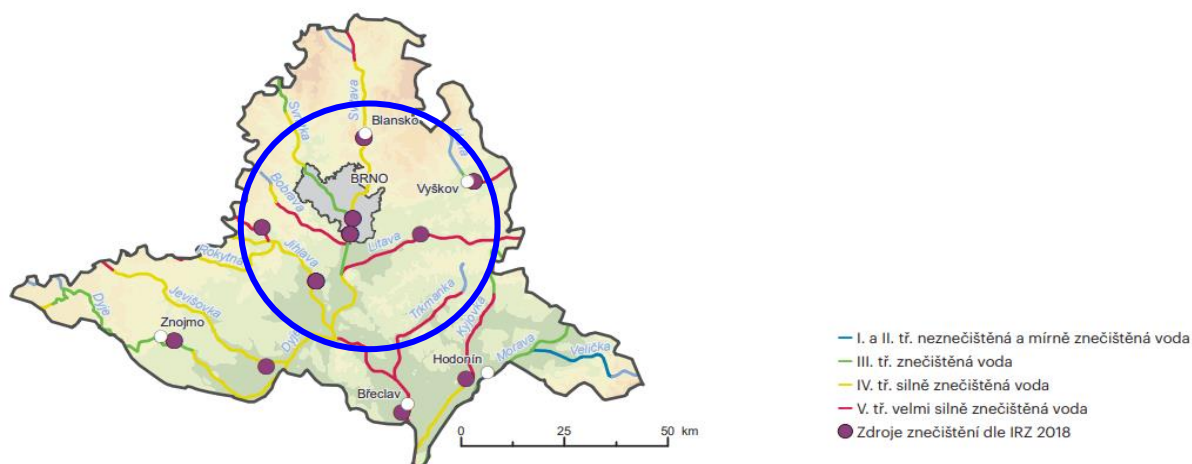 Svitava
Svratka
Blansko
Haná
BRNO
Vyškov
Bobrava
Litava
Jihlava
Rokytná
Trkmanka
Kyjovka
Jevišovka
Dyje
Znojmo
Dyje
Hodonín
Morava
Velička
Břeclav
0 25 50 km
I. a II. tř. neznečištěná a mírně znečištěná voda
III. tř. znečištěná voda
IV. tř. silně znečištěná voda
V. tř. velmi silně znečištěná voda
Zdroje znečištění dle IRZ 2018